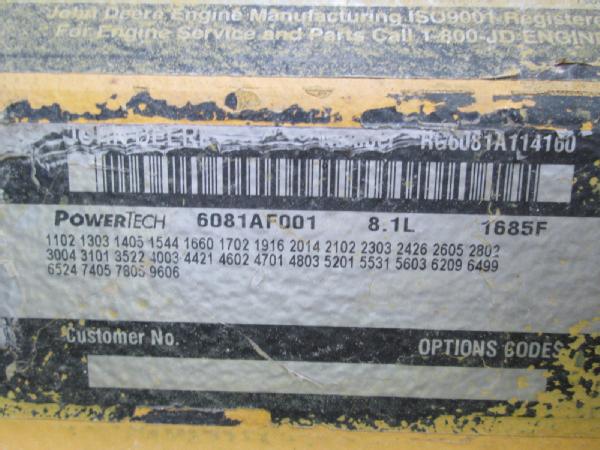 John Deere Engine Manufacturing. ISO9001 Registered
For Engine Service and Parts Call 1-800-JD-ENGINE
RG6081A114160
POWERTECH 6081AF001 8.1L 1685F
1102 1303 1405 1544 1660 1702 1916 2014 2102 2303 2426 2605 2802
3004 3101 3522 4003 4421 4602 4701 4803 5201 5531 5603 6209 6499
6524 7405 7805 9606
Customer No. OPTIONS CODES